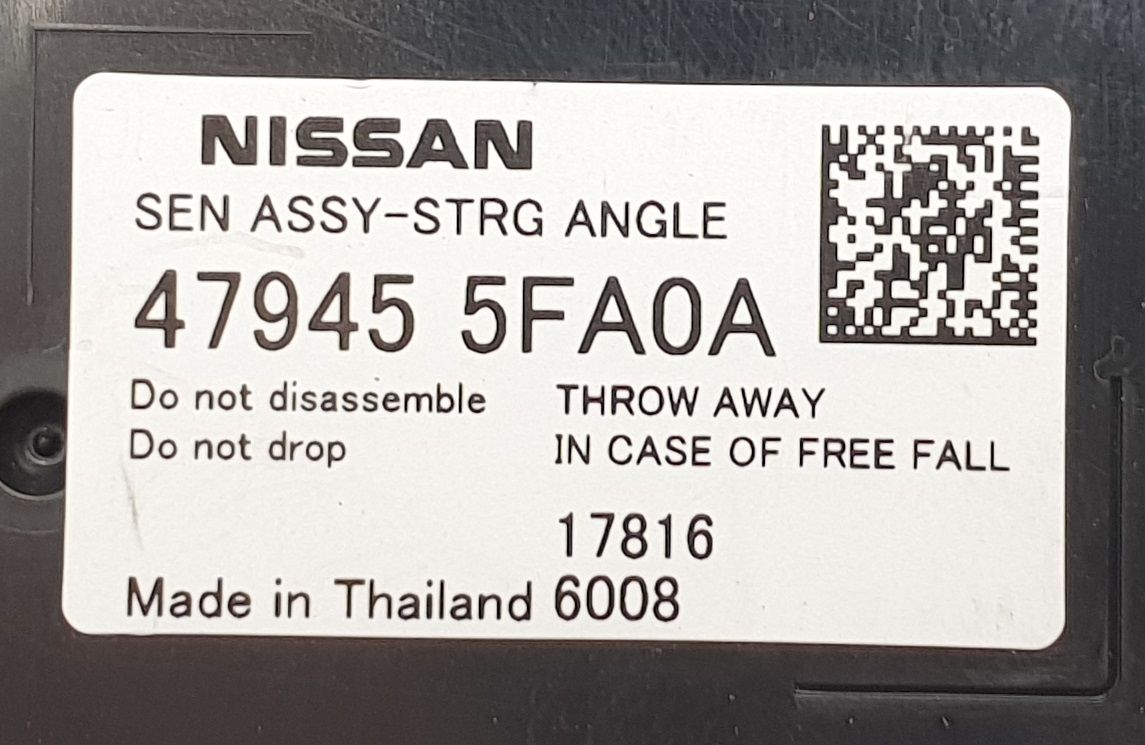 NISSAN
SEN ASSY-STRG ANGLE
47945 5FA0A
Do not disassemble THROW AWAY
Do not drop IN CASE OF FREE FALL
17816
Made in Thailand 6008